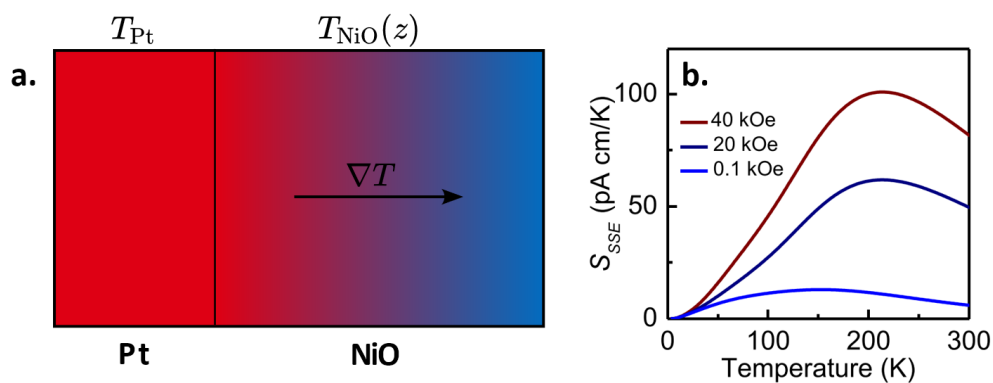 a.
T_Pt
T_NiO(z)
∇T
Pt
NiO
b.
S_SSE (pA cm/K)
100
50
0
40 kOe
20 kOe
0.1 kOe
0
100
200
300
Temperature (K)